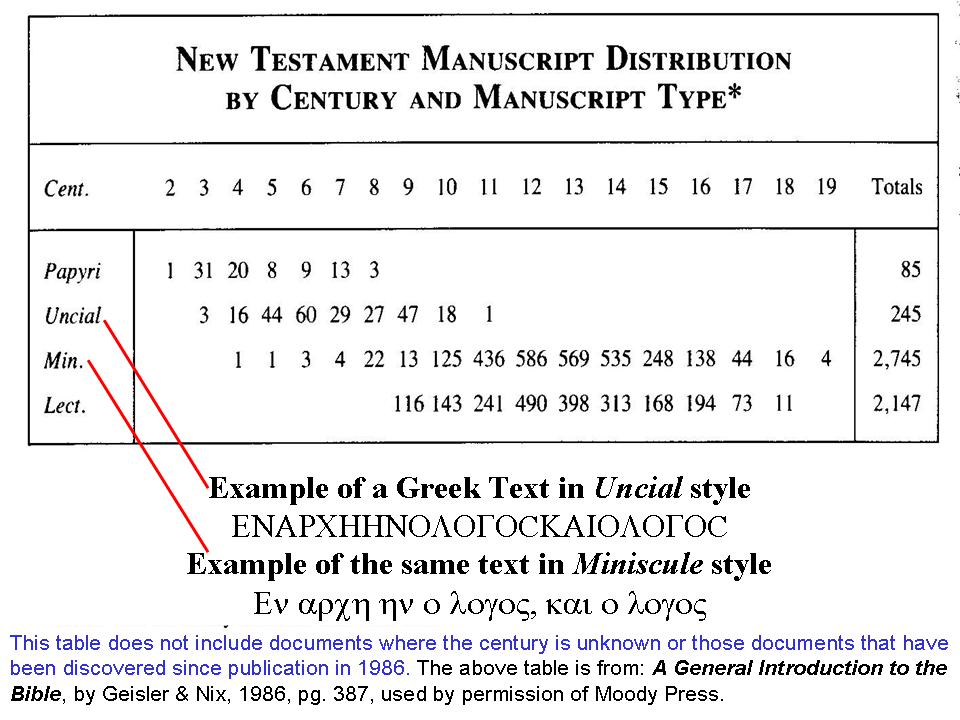 NEW TESTAMENT MANUSCRIPT DISTRIBUTION
BY CENTURY AND MANUSCRIPT TYPE*
Cent. 2 3 4 5 6 7 8 9 10 11 12 13 14 15 16 17 18 19 Totals
Papyri 1 31 20 8 9 13 3 85
Uncial 3 16 44 60 29 27 47 18 1 245
Min. 1 1 3 4 22 13 125 436 586 569 535 248 138 44 16 4 2,745
Lect. 116 143 241 490 398 313 168 194 73 11 2,147
Example of a Greek Text in Uncial style
ΕΝΑΡΧΗΗΝΟΛΟΓΟϹΚΑΙΟΛΟΓΟϹ
Example of the same text in Miniscule style
Εν αρχη ην ο λογος, και ο λογος
This table does not include documents where the century is unknown or those documents that have
been discovered since publication in 1986. The above table is from: A General Introduction to the
Bible, by Geisler & Nix, 1986, pg. 387, used by permission of Moody Press.